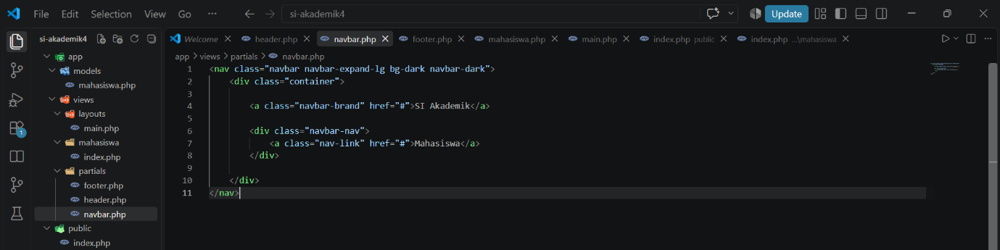 File Edit Selection View Go ··· si-akademik4 Update
si-akademik4
Welcome header.php navbar.php footer.php mahasiswa.php main.php index.php public index.php ...\mahasiswa
app > views > partials > navbar.php
app
models
mahasiswa.php
views
layouts
main.php
mahasiswa
index.php
partials
footer.php
header.php
navbar.php
public
index.php
1
1 <nav class="navbar navbar-expand-lg bg-dark navbar-dark">
2 <div class="container">
3
4 <a class="navbar-brand" href="#">SI Akademik</a>
5
6 <div class="navbar-nav">
7 <a class="nav-link" href="#">Mahasiswa</a>
8 </div>
9
10 </div>
11 </nav>